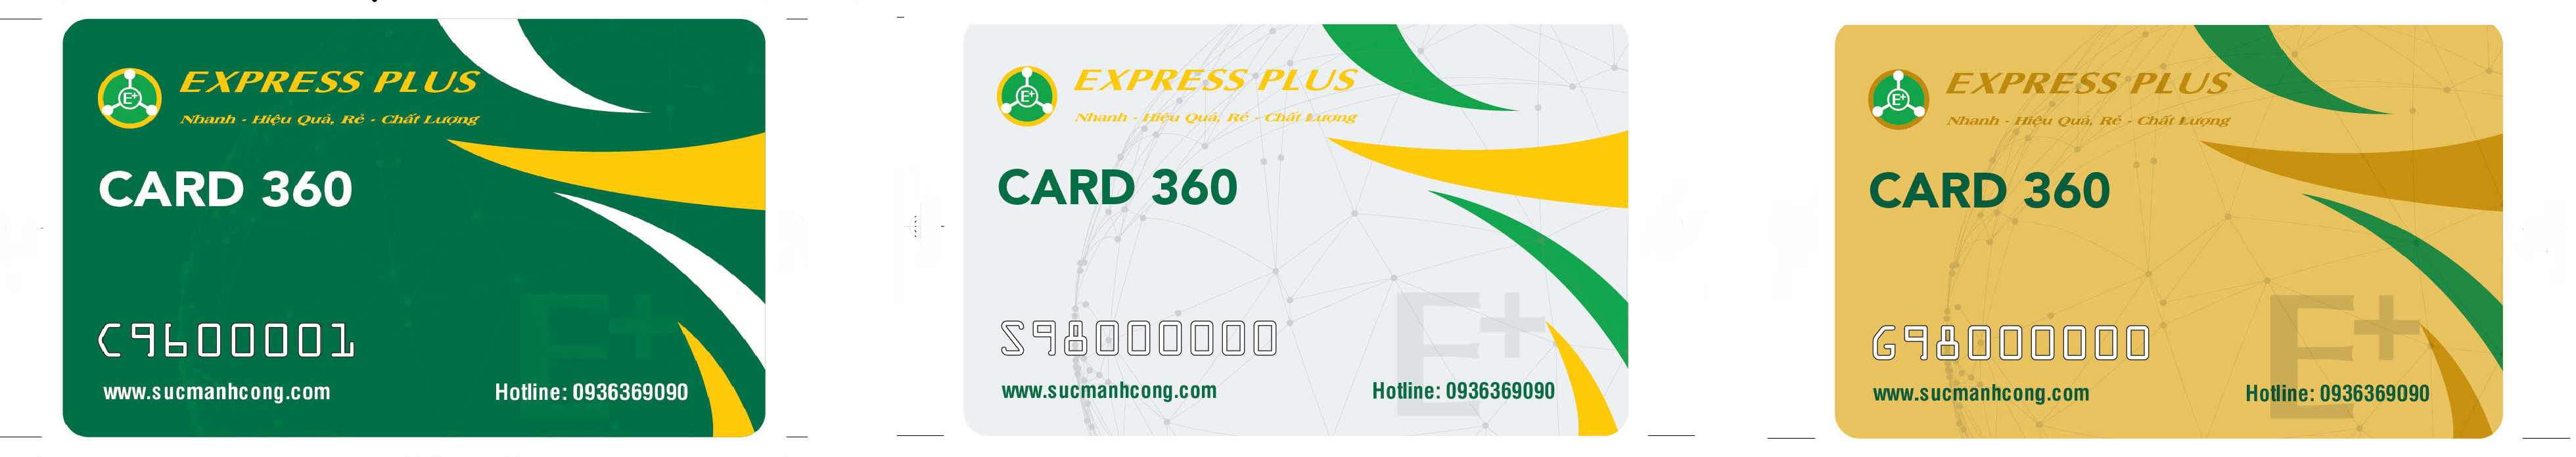 E+
EXPRESS PLUS
Nhanh - Hiệu Quả, Rẻ - Chất Lượng
CARD 360
C9600001
E+
www.sucmanhcong.com
Hotline: 0936369090
E+
EXPRESS PLUS
Nhanh - Hiệu Quả, Rẻ - Chất Lượng
CARD 360
S98000000
E+
www.sucmanhcong.com
Hotline: 0936369090
E+
EXPRESS PLUS
Nhanh - Hiệu Quả, Rẻ - Chất Lượng
CARD 360
G98000000
E+
www.sucmanhcong.com
Hotline: 0936369090